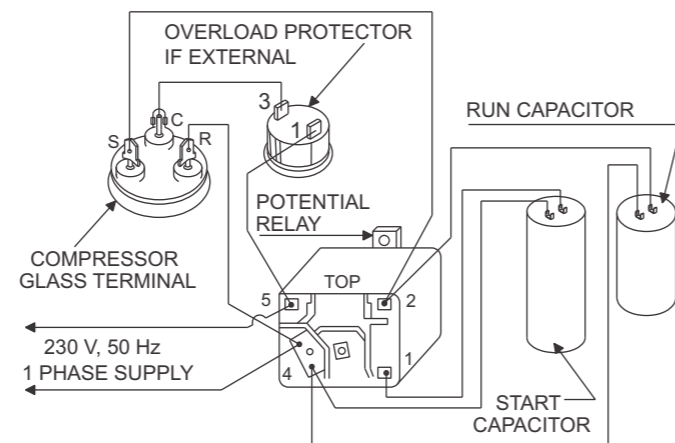 OVERLOAD PROTECTOR
IF EXTERNAL
3
C
1
S
R
RUN CAPACITOR
POTENTIAL
RELAY
COMPRESSOR
GLASS TERMINAL
TOP
5
2
230 V, 50 Hz
1 PHASE SUPPLY
4
1
START
CAPACITOR